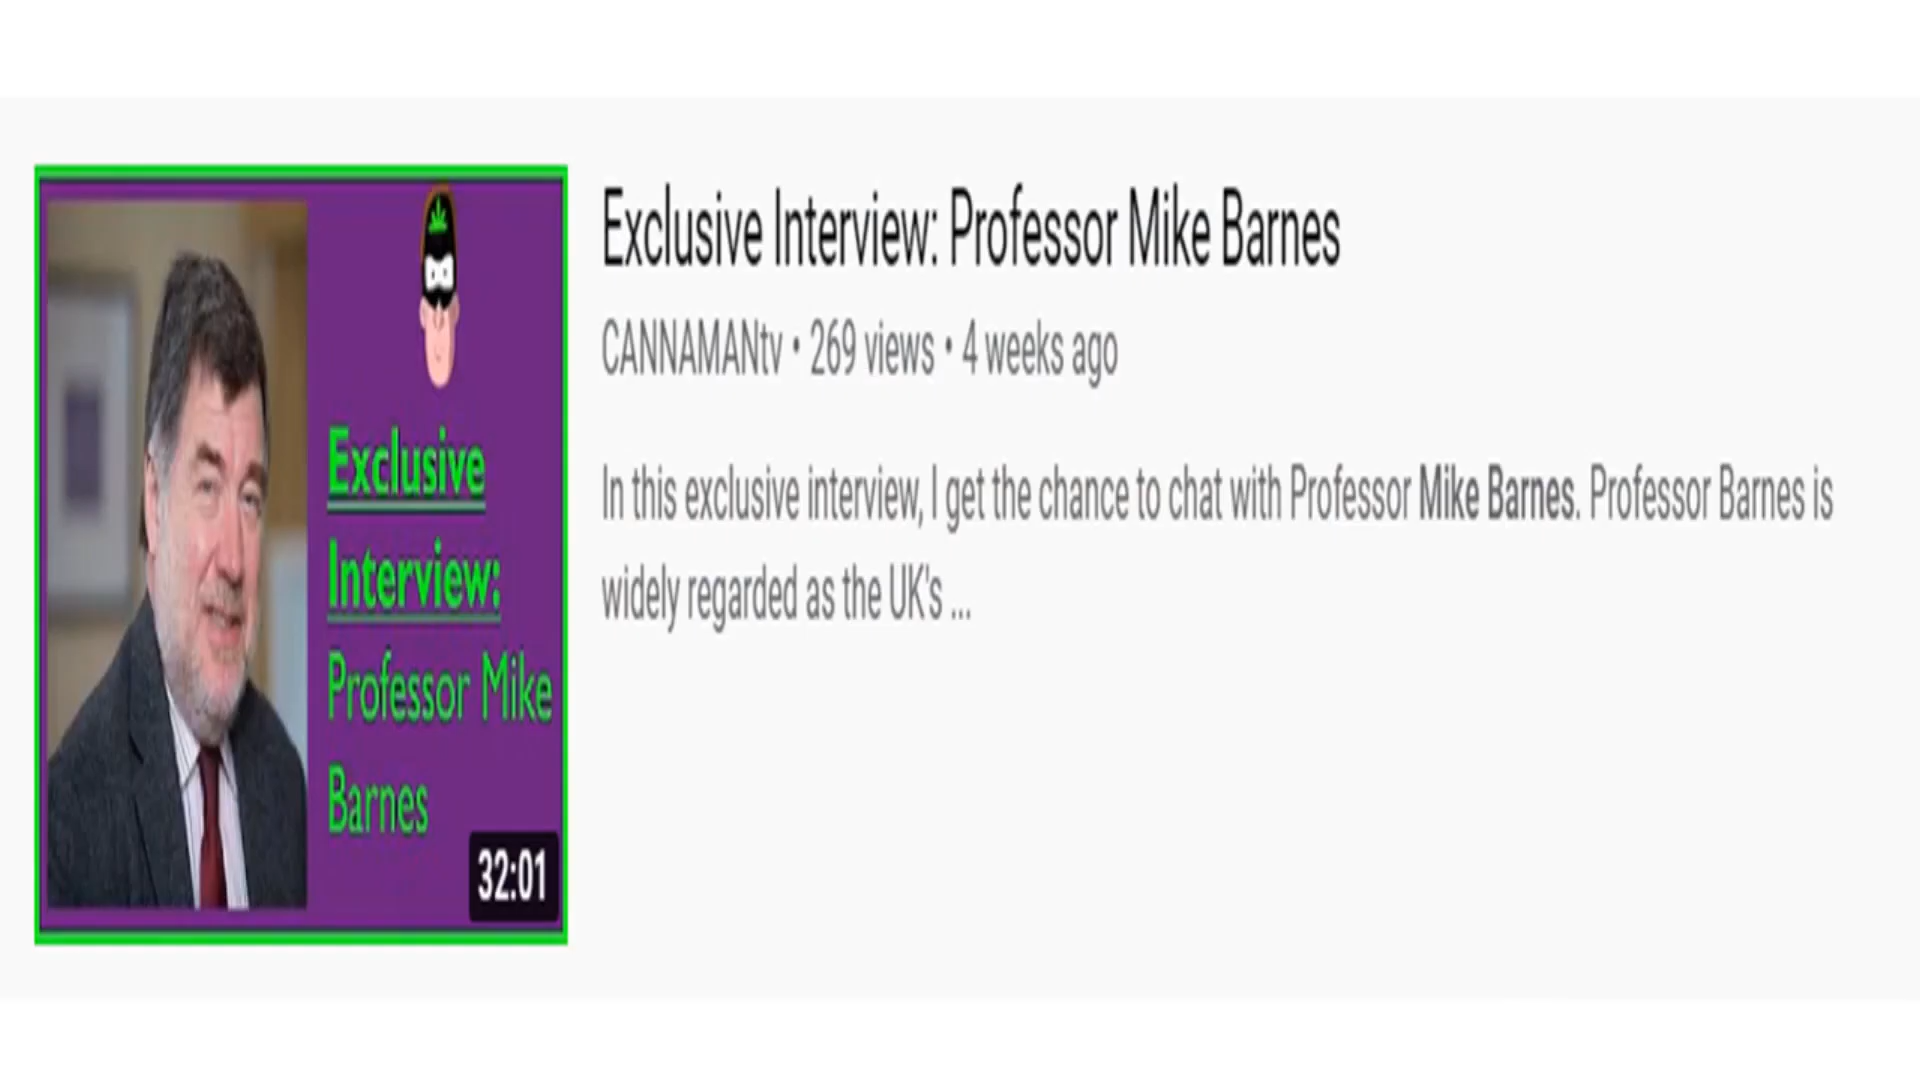 Exclusive
Interview:
Professor Mike
Barnes
32:01
Exclusive Interview: Professor Mike Barnes
CANNAMANtv • 269 views • 4 weeks ago
In this exclusive interview, I get the chance to chat with Professor Mike Barnes. Professor Barnes is
widely regarded as the UK's ...